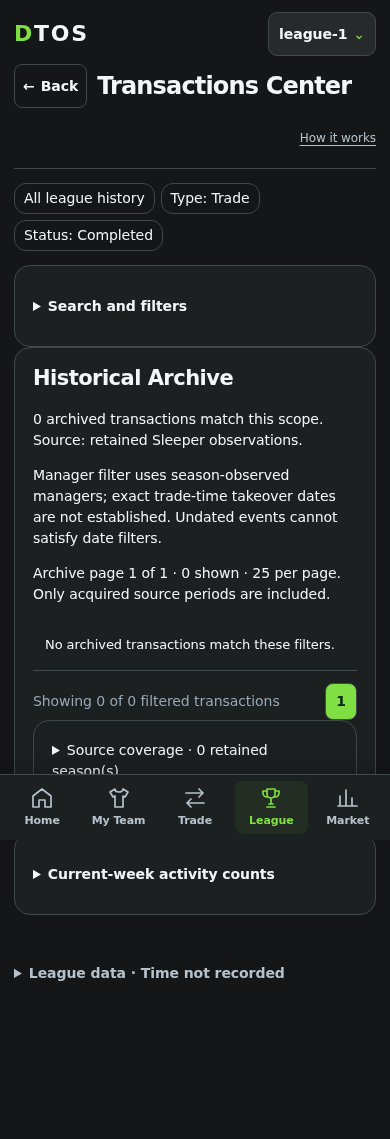 DTOS
league-1
← Back
Transactions Center
How it works
All league history
Type: Trade
Status: Completed
Search and filters
Historical Archive
0 archived transactions match this scope.
Source: retained Sleeper observations.
Manager filter uses season-observed
managers; exact trade-time takeover dates
are not established. Undated events cannot
satisfy date filters.
Archive page 1 of 1 · 0 shown · 25 per page.
Only acquired source periods are included.
No archived transactions match these filters.
Showing 0 of 0 filtered transactions
1
Source coverage · 0 retained
season(s)
Home
My Team
Trade
League
Market
Current-week activity counts
League data · Time not recorded